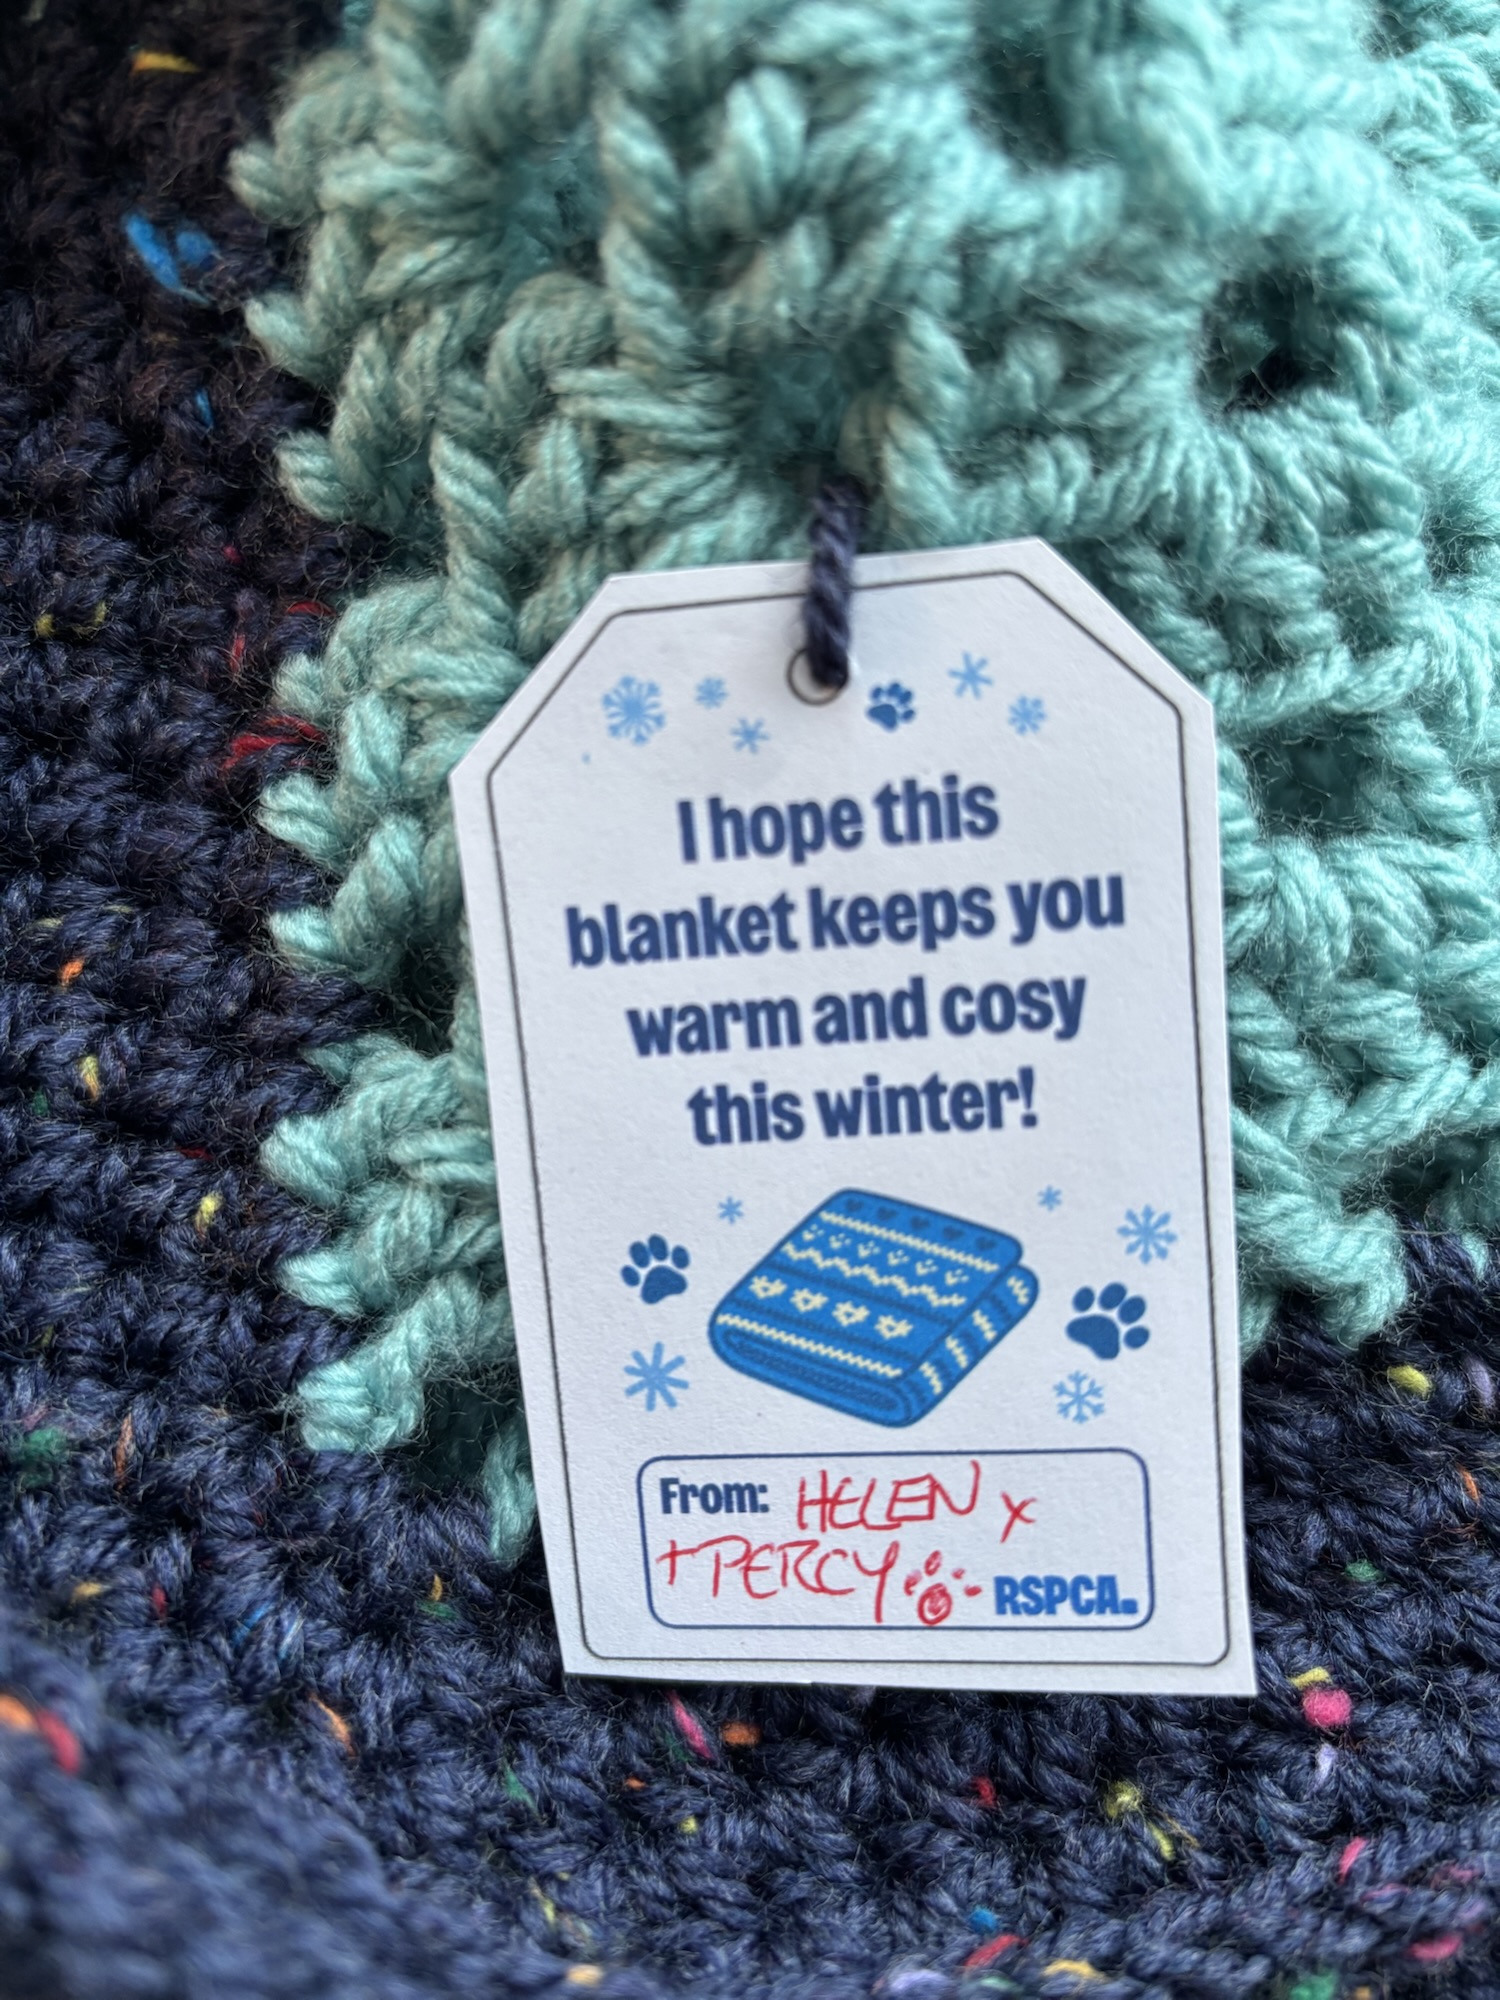 I hope this
blanket keeps you
warm and cosy
this winter!
From: HELEN x
+ PERCY
RSPCA.